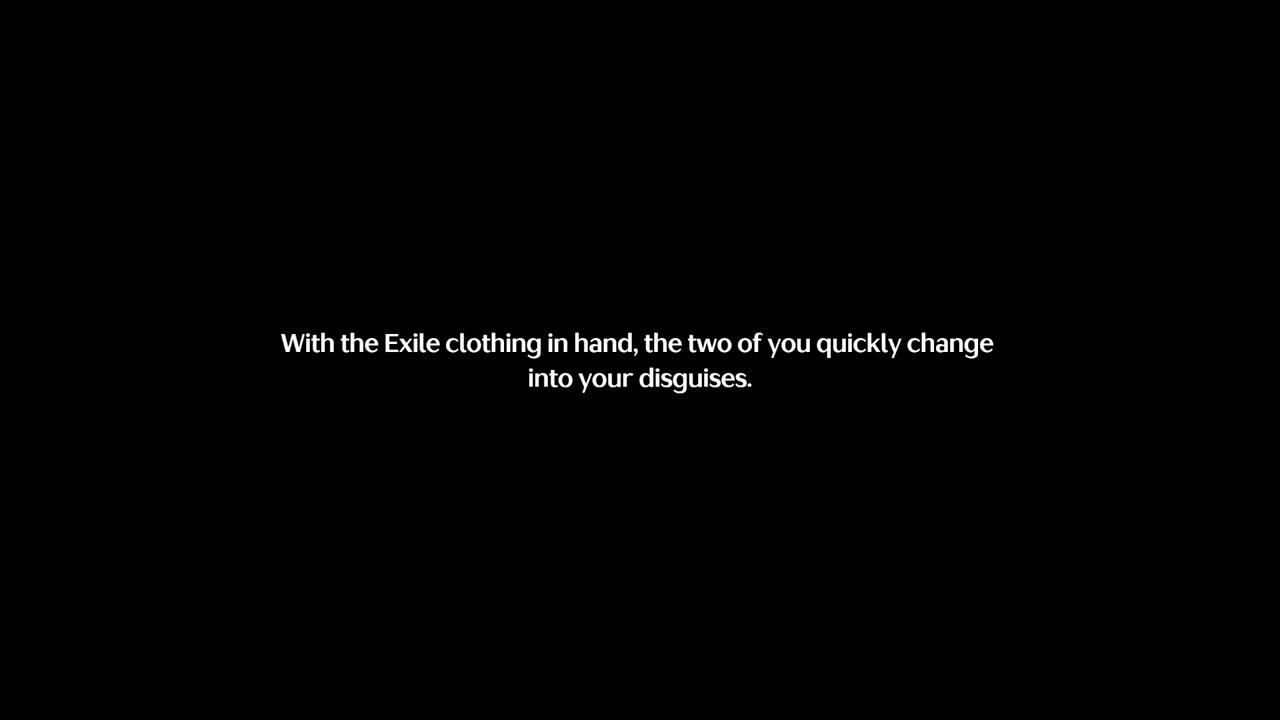 With the Exile clothing in hand, the two of you quickly change
into your disguises.